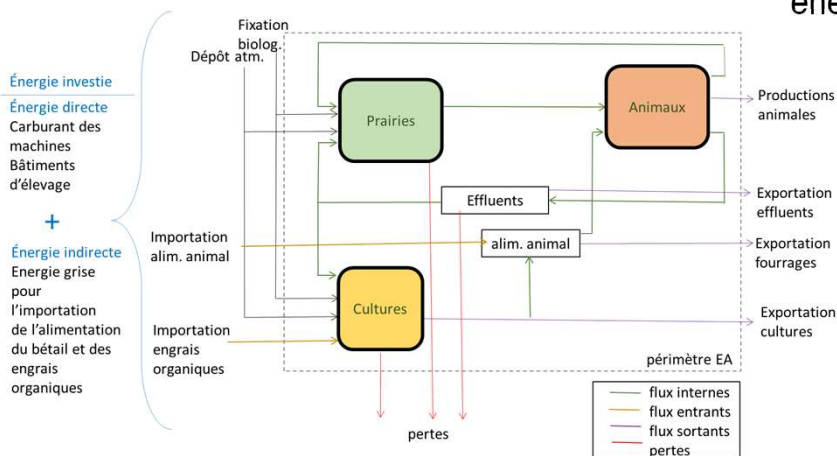 éne
Fixation
biolog.
Dépôt atm.
Énergie investie
Énergie directe
Carburant des
machines
Bâtiments
d'élevage
+
Énergie indirecte
Energie grise
pour
l'importation
de l'alimentation
du bétail et des
engrais
organiques
Importation
alim. animal
Importation
engrais
organiques
Prairies
Animaux
Effluents
alim. animal
Cultures
Productions
animales
Exportation
effluents
Exportation
fourrages
Exportation
cultures
périmètre EA
pertes
flux internes
flux entrants
flux sortants
pertes